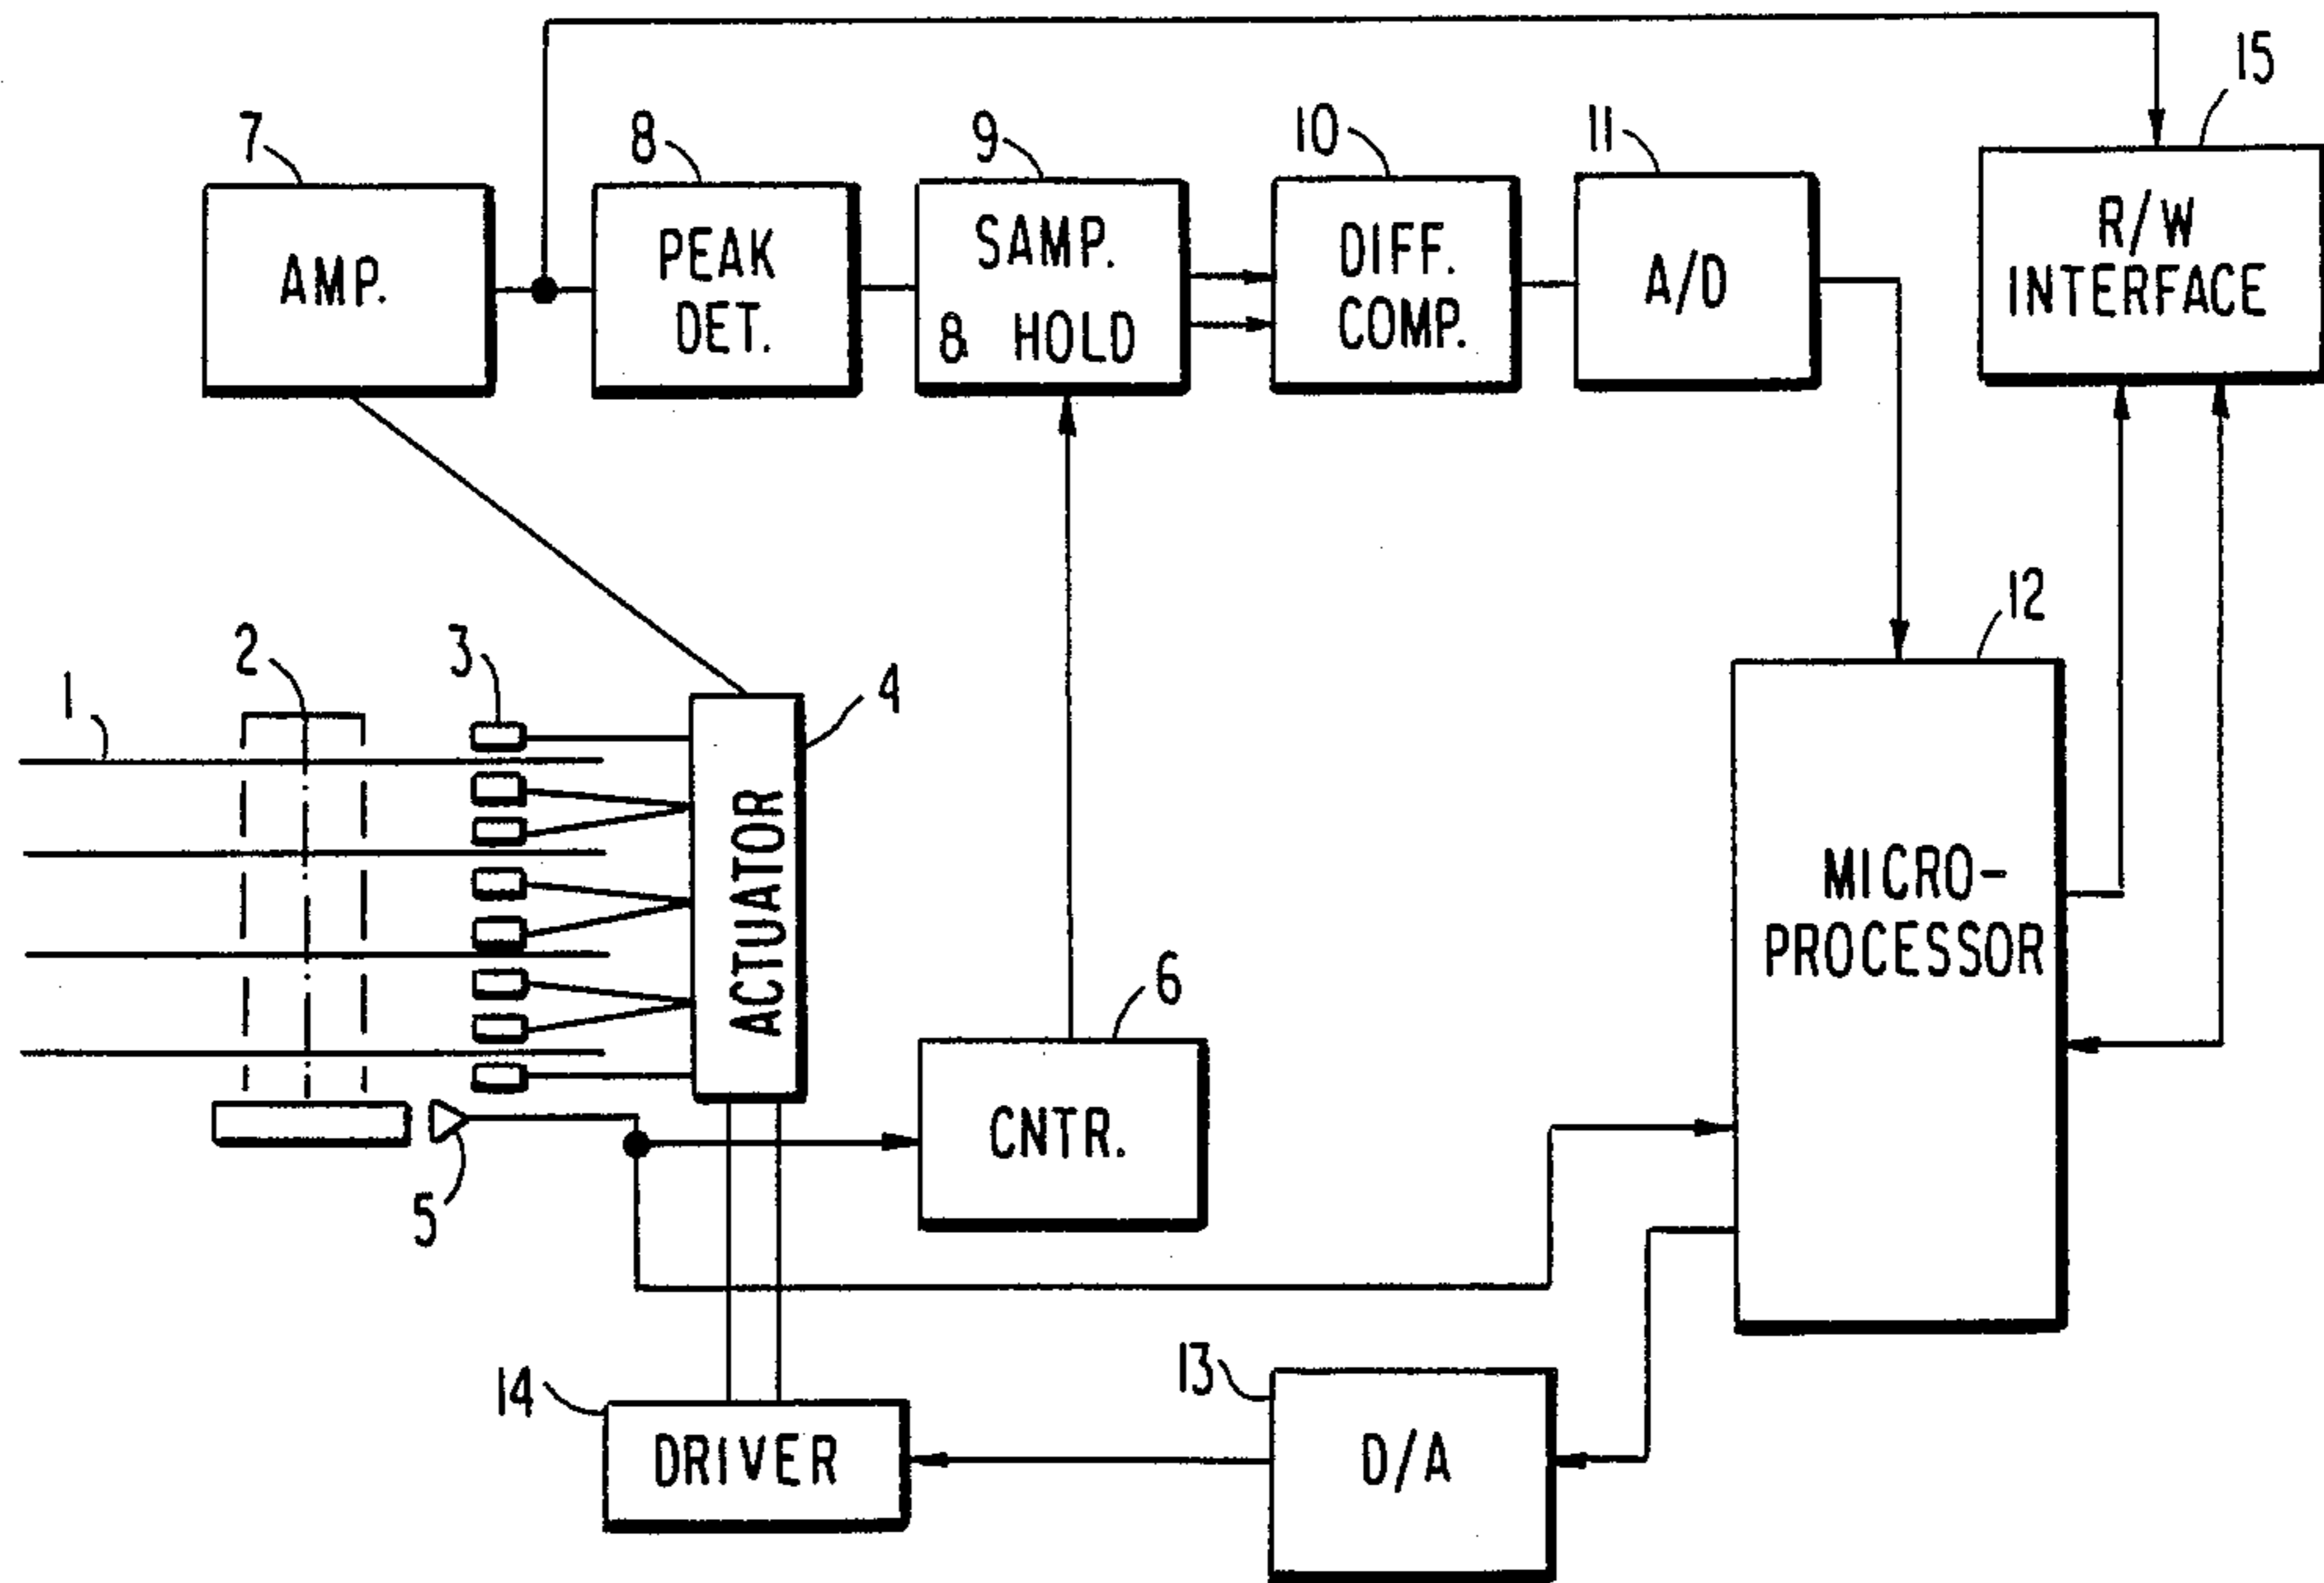 15
7
8
9
10
11
AMP.
PEAK
DET.
SAMP.
& HOLD
DIFF.
COMP.
A/D
R/W
INTERFACE
12
1
2
3
4
ACTUATOR
MICRO-
PROCESSOR
6
CNTR.
5
14
DRIVER
13
D/A